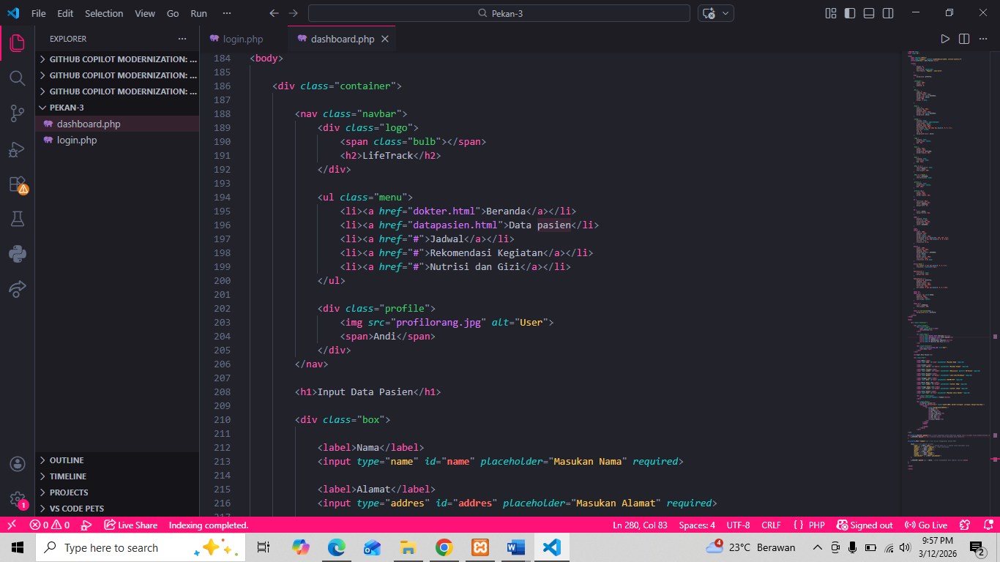 File Edit Selection View Go Run ··· Pekan-3
EXPLORER ···
GITHUB COPILOT MODERNIZATION: ...
GITHUB COPILOT MODERNIZATION: ...
GITHUB COPILOT MODERNIZATION: ...
PEKAN-3
dashboard.php
login.php
OUTLINE
TIMELINE
PROJECTS
VS CODE PETS
1
login.php dashboard.php
184 <body>
185
186 <div class="container">
187
188 <nav class="navbar">
189 <div class="logo">
190 <span class="bulb"></span>
191 <h2>LifeTrack</h2>
192 </div>
193
194 <ul class="menu">
195 <li><a href="dokter.html">Beranda</a></li>
196 <li><a href="datapasien.html">Data pasien</li>
197 <li><a href="#">Jadwal</a></li>
198 <li><a href="#">Rekomendasi Kegiatan</a></li>
199 <li><a href="#">Nutrisi dan Gizi</a></li>
200 </ul>
201
202 <div class="profile">
203 <img src="profilorang.jpg" alt="User">
204 <span>Andi</span>
205 </div>
206 </nav>
207
208 <h1>Input Data Pasien</h1>
209
210 <div class="box">
211
212 <label>Nama</label>
213 <input type="name" id="name" placeholder="Masukan Nama" required>
214
215 <label>Alamat</label>
216 <input type="addres" id="addres" placeholder="Masukan Alamat" required>
0 0 Live Share Indexing completed. Ln 280, Col 83 Spaces: 4 UTF-8 CRLF { } PHP Signed out Go Live
Type here to search 4 23°C Berawan 9:57 PM
3/12/2026 2